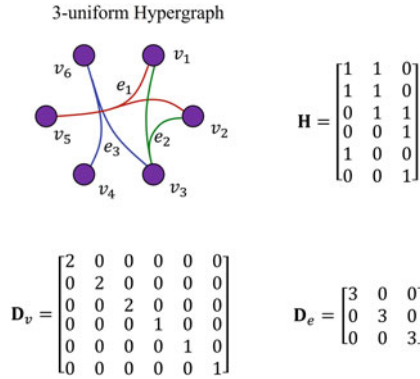 3-uniform Hypergraph
v₆ v₁
e₁
v₅ e₃ e₂ v₂
v₄ v₃
H = [1 1 0
1 1 0
0 1 1
0 0 1
1 0 0
0 0 1]
D_v = [2 0 0 0 0 0
0 2 0 0 0 0
0 0 2 0 0 0
0 0 0 1 0 0
0 0 0 0 1 0
0 0 0 0 0 1]
D_e = [3 0 0
0 3 0
0 0 3]